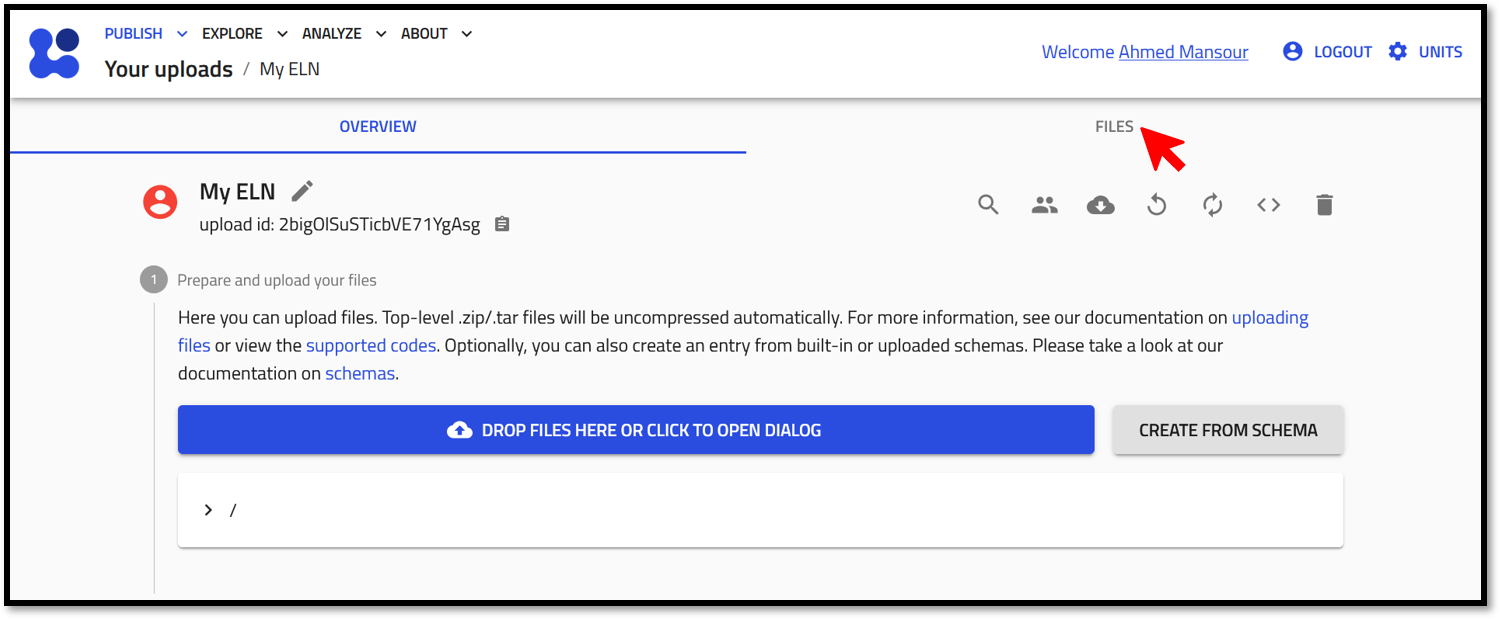 PUBLISH EXPLORE ANALYZE ABOUT
Your uploads / My ELN
Welcome Ahmed Mansour LOGOUT UNITS
OVERVIEW FILES
My ELN
upload id: 2bigOlSuSTicbVE71YgAsg
1 Prepare and upload your files
Here you can upload files. Top-level .zip/.tar files will be uncompressed automatically. For more information, see our documentation on uploading
files or view the supported codes. Optionally, you can also create an entry from built-in or uploaded schemas. Please take a look at our
documentation on schemas.
DROP FILES HERE OR CLICK TO OPEN DIALOG CREATE FROM SCHEMA
/